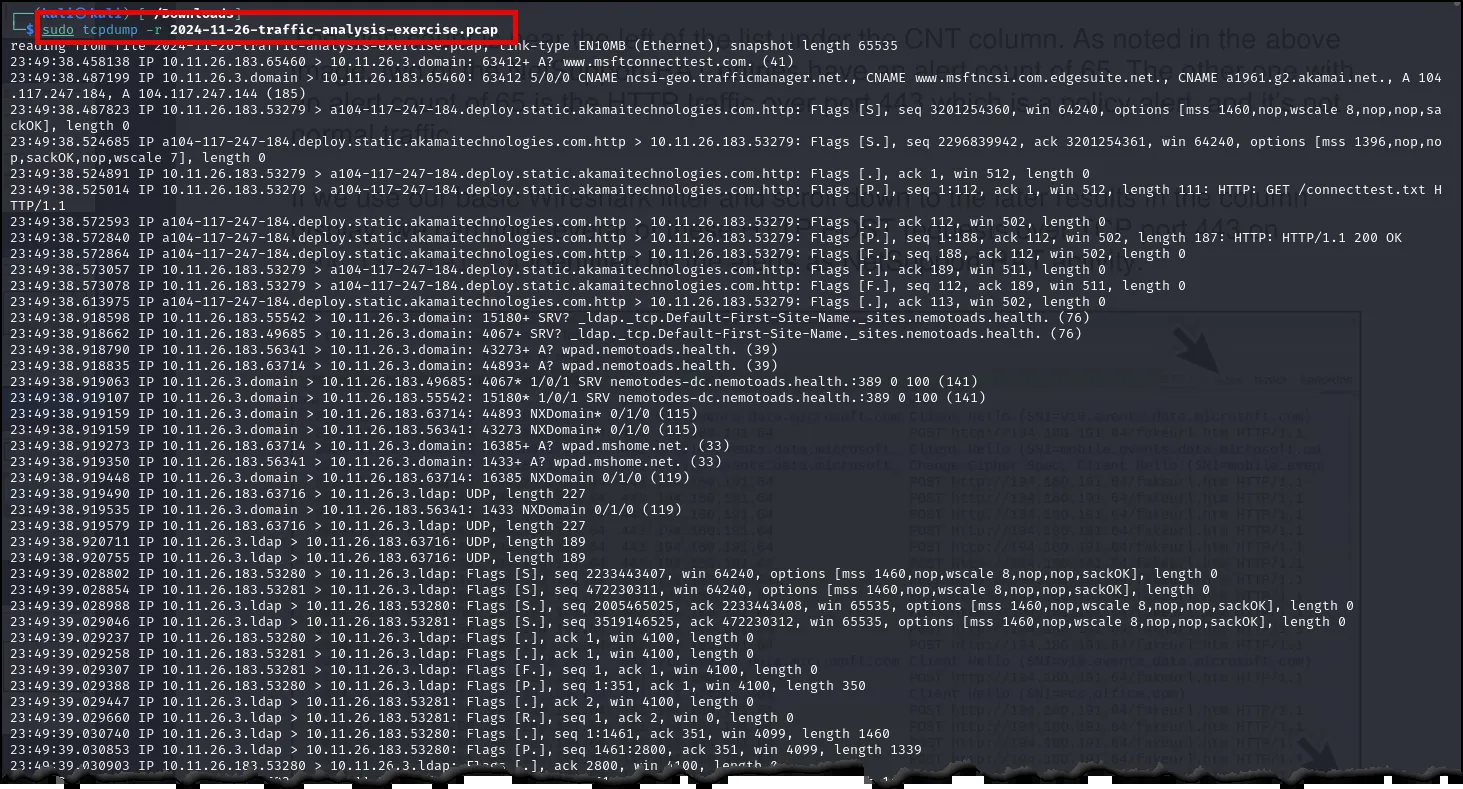 (kali㉿kali)-[~/Downloads]
$ sudo tcpdump -r 2024-11-26-traffic-analysis-exercise.pcap
reading from file 2024-11-26-traffic-analysis-exercise.pcap, link-type EN10MB (Ethernet), snapshot length 65535
23:49:38.458138 IP 10.11.26.183.65460 > 10.11.26.3.domain: 63412+ A? www.msftconnecttest.com. (41)
23:49:38.487199 IP 10.11.26.3.domain > 10.11.26.183.65460: 63412 5/0/0 CNAME ncsi-geo.trafficmanager.net., CNAME www.msftncsi.com.edgesuite.net., CNAME a1961.g2.akamai.net., A 104
.117.247.184, A 104.117.247.144 (185)
23:49:38.487823 IP 10.11.26.183.53279 > a104-117-247-184.deploy.static.akamaitechnologies.com.http: Flags [S], seq 3201254360, win 64240, options [mss 1460,nop,wscale 8,nop,nop,sa
ckOK], length 0
23:49:38.524685 IP a104-117-247-184.deploy.static.akamaitechnologies.com.http > 10.11.26.183.53279: Flags [S.], seq 2296839942, ack 3201254361, win 64240, options [mss 1396,nop,no
p,sackOK,nop,wscale 7], length 0
23:49:38.524891 IP 10.11.26.183.53279 > a104-117-247-184.deploy.static.akamaitechnologies.com.http: Flags [.], ack 1, win 512, length 0
23:49:38.525014 IP 10.11.26.183.53279 > a104-117-247-184.deploy.static.akamaitechnologies.com.http: Flags [P.], seq 1:112, ack 1, win 512, length 111: HTTP: GET /connecttest.txt H
TTP/1.1
23:49:38.572593 IP a104-117-247-184.deploy.static.akamaitechnologies.com.http > 10.11.26.183.53279: Flags [.], ack 112, win 502, length 0
23:49:38.572840 IP a104-117-247-184.deploy.static.akamaitechnologies.com.http > 10.11.26.183.53279: Flags [P.], seq 1:188, ack 112, win 502, length 187: HTTP: HTTP/1.1 200 OK
23:49:38.572864 IP a104-117-247-184.deploy.static.akamaitechnologies.com.http > 10.11.26.183.53279: Flags [F.], seq 188, ack 112, win 502, length 0
23:49:38.573057 IP 10.11.26.183.53279 > a104-117-247-184.deploy.static.akamaitechnologies.com.http: Flags [.], ack 189, win 511, length 0
23:49:38.573078 IP 10.11.26.183.53279 > a104-117-247-184.deploy.static.akamaitechnologies.com.http: Flags [F.], seq 112, ack 189, win 511, length 0
23:49:38.613975 IP a104-117-247-184.deploy.static.akamaitechnologies.com.http > 10.11.26.183.53279: Flags [.], ack 113, win 502, length 0
23:49:38.918598 IP 10.11.26.183.55542 > 10.11.26.3.domain: 15180+ SRV? _ldap._tcp.Default-First-Site-Name._sites.nemotoads.health. (76)
23:49:38.918662 IP 10.11.26.183.49685 > 10.11.26.3.domain: 4067+ SRV? _ldap._tcp.Default-First-Site-Name._sites.nemotoads.health. (76)
23:49:38.918790 IP 10.11.26.183.56341 > 10.11.26.3.domain: 43273+ A? wpad.nemotoads.health. (39)
23:49:38.918835 IP 10.11.26.183.63714 > 10.11.26.3.domain: 44893+ A? wpad.nemotoads.health. (39)
23:49:38.919063 IP 10.11.26.3.domain > 10.11.26.183.49685: 4067* 1/0/1 SRV nemotodes-dc.nemotoads.health.:389 0 100 (141)
23:49:38.919107 IP 10.11.26.3.domain > 10.11.26.183.55542: 15180* 1/0/1 SRV nemotodes-dc.nemotoads.health.:389 0 100 (141)
23:49:38.919159 IP 10.11.26.3.domain > 10.11.26.183.63714: 44893 NXDomain* 0/1/0 (115)
23:49:38.919159 IP 10.11.26.3.domain > 10.11.26.183.56341: 43273 NXDomain* 0/1/0 (115)
23:49:38.919273 IP 10.11.26.183.63714 > 10.11.26.3.domain: 16385+ A? wpad.mshome.net. (33)
23:49:38.919350 IP 10.11.26.183.56341 > 10.11.26.3.domain: 1433+ A? wpad.mshome.net. (33)
23:49:38.919448 IP 10.11.26.3.domain > 10.11.26.183.63714: 16385 NXDomain 0/1/0 (119)
23:49:38.919490 IP 10.11.26.183.63716 > 10.11.26.3.ldap: UDP, length 227
23:49:38.919535 IP 10.11.26.3.domain > 10.11.26.183.56341: 1433 NXDomain 0/1/0 (119)
23:49:38.919579 IP 10.11.26.183.63716 > 10.11.26.3.ldap: UDP, length 227
23:49:38.920711 IP 10.11.26.3.ldap > 10.11.26.183.63716: UDP, length 189
23:49:38.920755 IP 10.11.26.3.ldap > 10.11.26.183.63716: UDP, length 189
23:49:39.028802 IP 10.11.26.183.53280 > 10.11.26.3.ldap: Flags [S], seq 2233443407, win 64240, options [mss 1460,nop,wscale 8,nop,nop,sackOK], length 0
23:49:39.028854 IP 10.11.26.183.53281 > 10.11.26.3.ldap: Flags [S], seq 472230311, win 64240, options [mss 1460,nop,wscale 8,nop,nop,sackOK], length 0
23:49:39.028988 IP 10.11.26.3.ldap > 10.11.26.183.53280: Flags [S.], seq 2005465025, ack 2233443408, win 65535, options [mss 1460,nop,wscale 8,nop,nop,sackOK], length 0
23:49:39.029046 IP 10.11.26.3.ldap > 10.11.26.183.53281: Flags [S.], seq 3519146525, ack 472230312, win 65535, options [mss 1460,nop,wscale 8,nop,nop,sackOK], length 0
23:49:39.029237 IP 10.11.26.183.53280 > 10.11.26.3.ldap: Flags [.], ack 1, win 4100, length 0
23:49:39.029258 IP 10.11.26.183.53281 > 10.11.26.3.ldap: Flags [.], ack 1, win 4100, length 0
23:49:39.029307 IP 10.11.26.183.53281 > 10.11.26.3.ldap: Flags [F.], seq 1, ack 1, win 4100, length 0
23:49:39.029388 IP 10.11.26.183.53280 > 10.11.26.3.ldap: Flags [P.], seq 1:351, ack 1, win 4100, length 350
23:49:39.029447 IP 10.11.26.3.ldap > 10.11.26.183.53281: Flags [.], ack 2, win 4100, length 0
23:49:39.029660 IP 10.11.26.3.ldap > 10.11.26.183.53281: Flags [R.], seq 1, ack 2, win 0, length 0
23:49:39.030740 IP 10.11.26.3.ldap > 10.11.26.183.53280: Flags [.], seq 1:1461, ack 351, win 4099, length 1460
23:49:39.030853 IP 10.11.26.3.ldap > 10.11.26.183.53280: Flags [P.], seq 1461:2800, ack 351, win 4099, length 1339
23:49:39.030903 IP 10.11.26.183.53280 > 10.11.26.3.ldap: Flags [.], ack 2800, win 4100, length 0